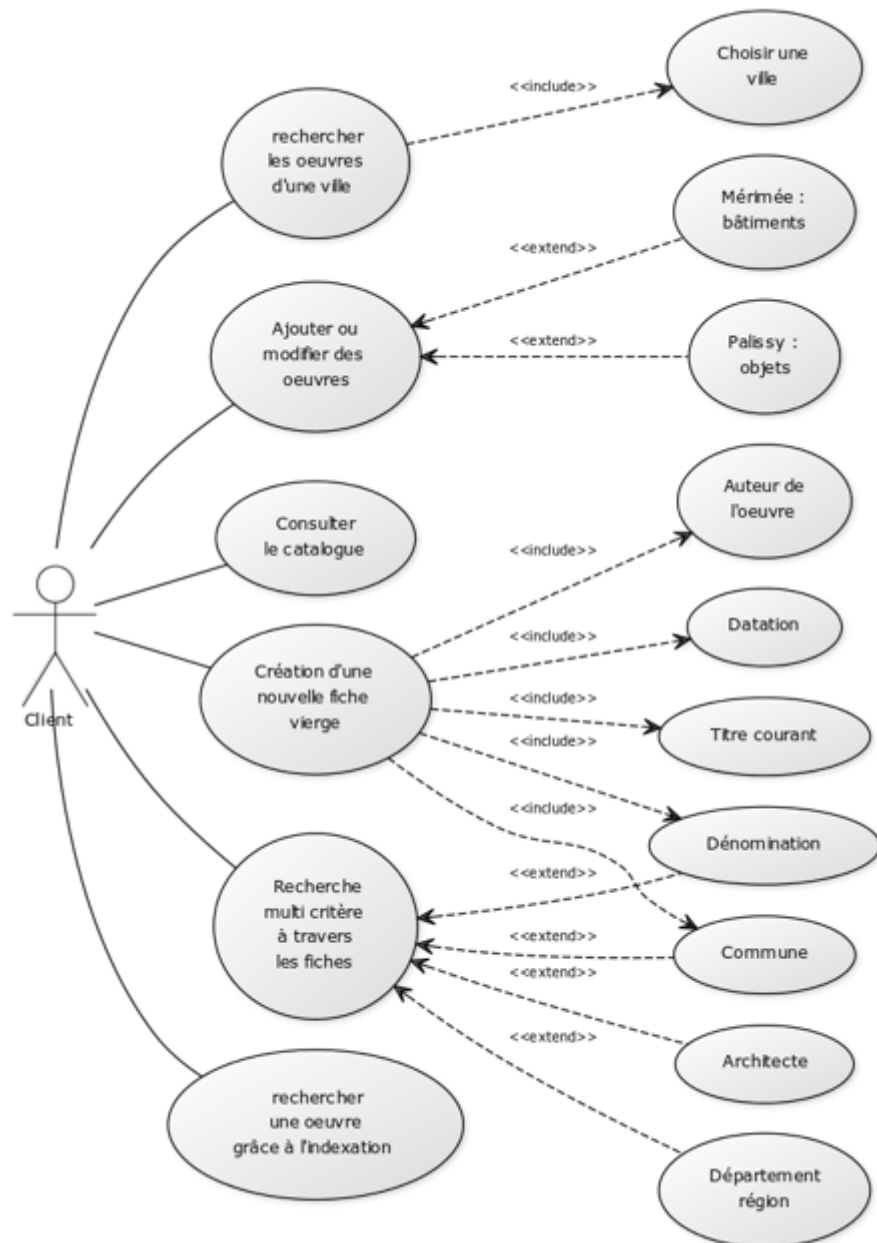 Choisir une
ville
<<include>>
rechercher
les oeuvres
d'une ville
Mérimée :
bâtiments
<<extend>>
Ajouter ou
modifier des
oeuvres
<<extend>>
Palissy :
objets
Auteur de
l'oeuvre
Consulter
le catalogue
<<include>>
Datation
<<include>>
Création d'une
nouvelle fiche
vierge
<<include>>
Titre courant
Client
<<include>>
<<include>>
Dénomination
<<extend>>
Recherche
multi critère
à travers
les fiches
<<extend>>
Commune
<<extend>>
Architecte
<<extend>>
rechercher
une oeuvre
grâce à l'indexation
Département
région